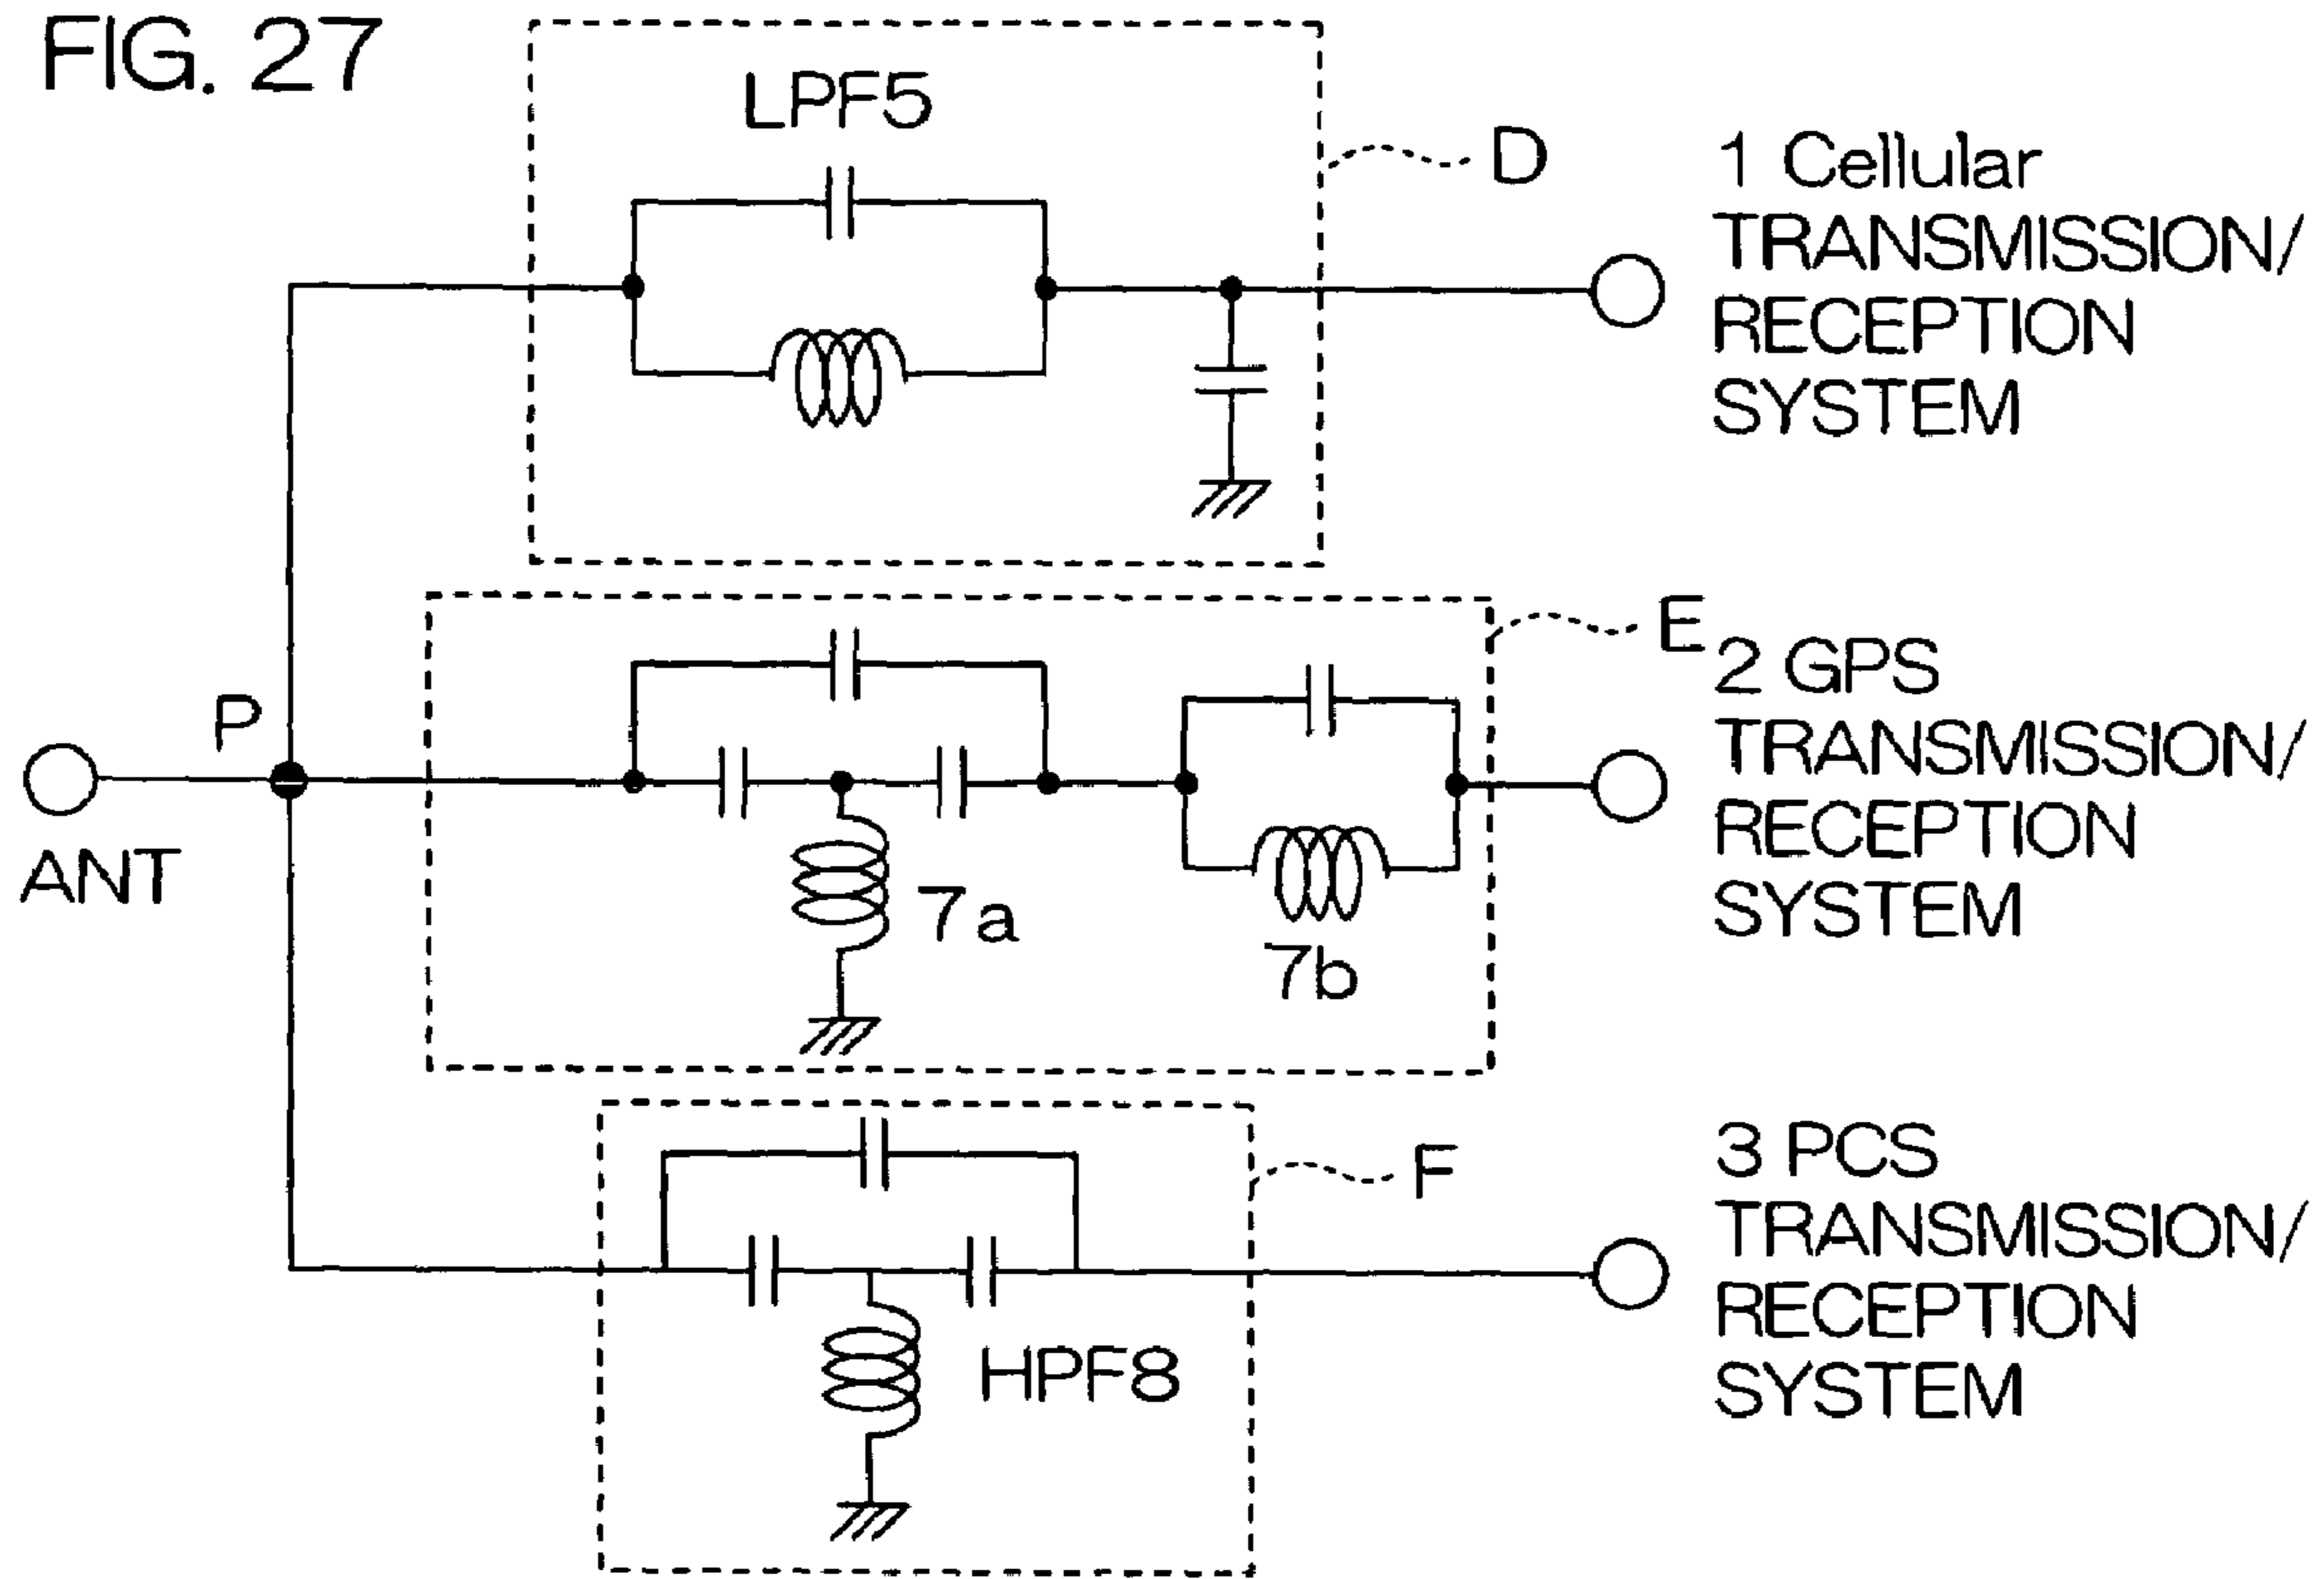 FIG. 27
LPF5
D
1 Cellular
TRANSMISSION/
RECEPTION
SYSTEM
E
2 GPS
TRANSMISSION/
RECEPTION
SYSTEM
P
ANT
7a
7b
F
3 PCS
TRANSMISSION/
RECEPTION
SYSTEM
HPF8